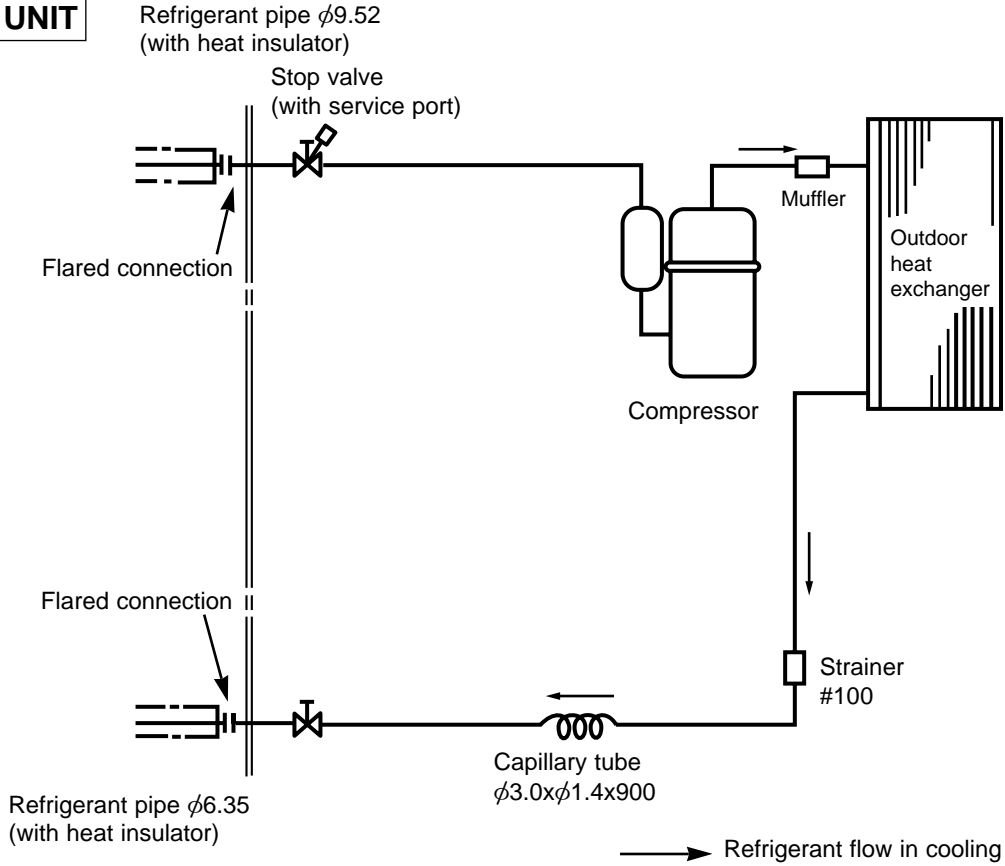 UNIT
Refrigerant pipe ϕ9.52
(with heat insulator)
Stop valve
(with service port)
Muffler
Flared connection
Outdoor
heat
exchanger
Compressor
Flared connection
Strainer
#100
Capillary tube
ϕ3.0xϕ1.4x900
Refrigerant pipe ϕ6.35
(with heat insulator)
Refrigerant flow in cooling